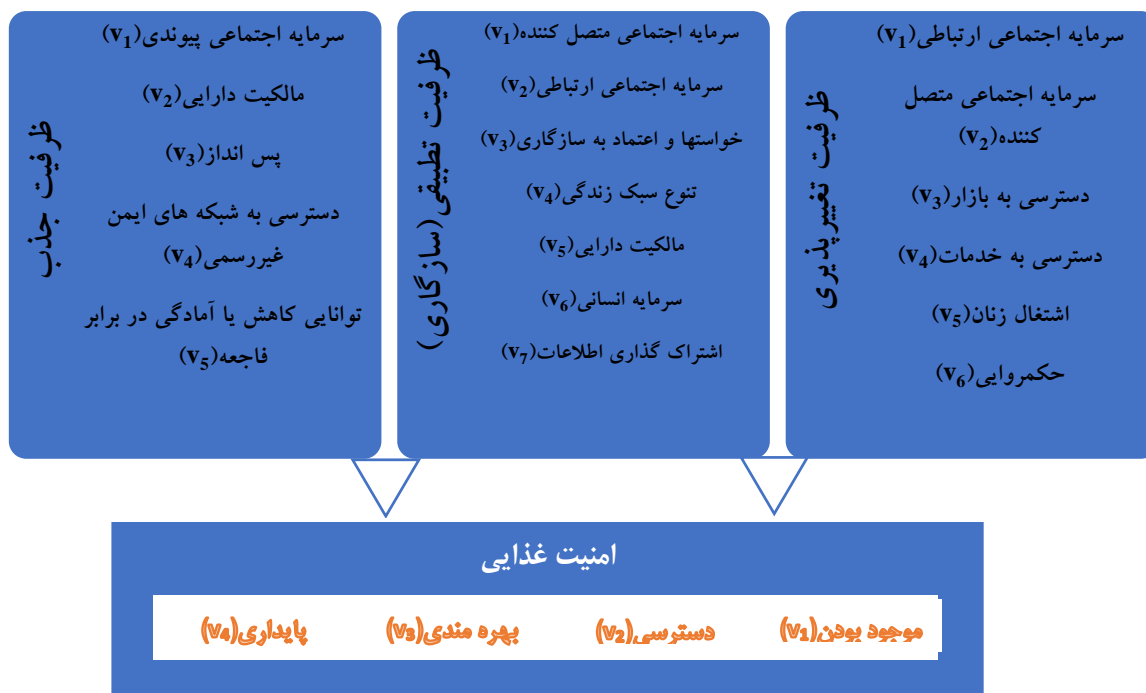 ظرفیت تغییرپذیری
سرمایه اجتماعی ارتباطی(v1)
سرمایه اجتماعی متصل
کننده(v2)
دسترسی به بازار(v3)
دسترسی به خدمات(v4)
اشتغال زنان(v5)
حکمروایی(v6)
ظرفیت تطبیقی(سازگاری)
سرمایه اجتماعی متصل کننده(v1)
سرمایه اجتماعی ارتباطی(v2)
خواستها و اعتماد به سازگاری(v3)
تنوع سبک زندگی(v4)
مالکیت دارایی(v5)
سرمایه انسانی(v6)
اشتراک گذاری اطلاعات(v7)
ظرفیت جذب
سرمایه اجتماعی پیوندی(v1)
مالکیت دارایی(v2)
پس انداز(v3)
دسترسی به شبکه های ایمن
غیررسمی(v4)
توانایی کاهش یا آمادگی در برابر
فاجعه(v5)
امنیت غذایی
موجود بودن(v1) دسترسی(v2) بهره مندی(v3) پایداری(v4)